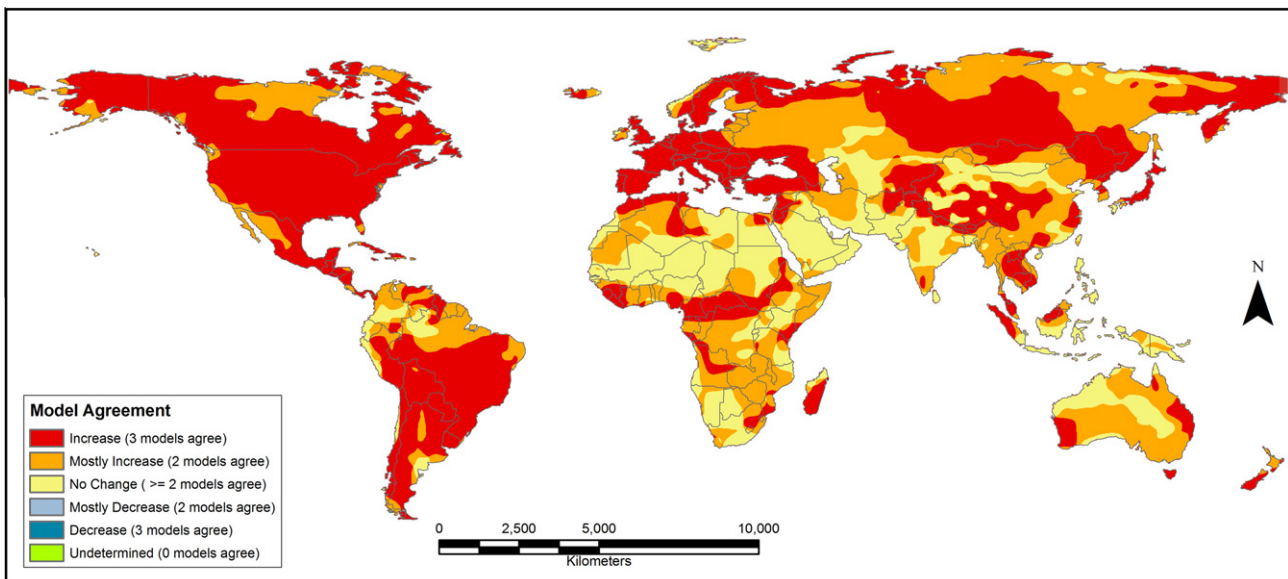 N
Model Agreement
Increase (3 models agree)
Mostly Increase (2 models agree)
No Change ( >= 2 models agree)
Mostly Decrease (2 models agree)
Decrease (3 models agree)
Undetermined (0 models agree)
0 2,500 5,000 10,000
Kilometers